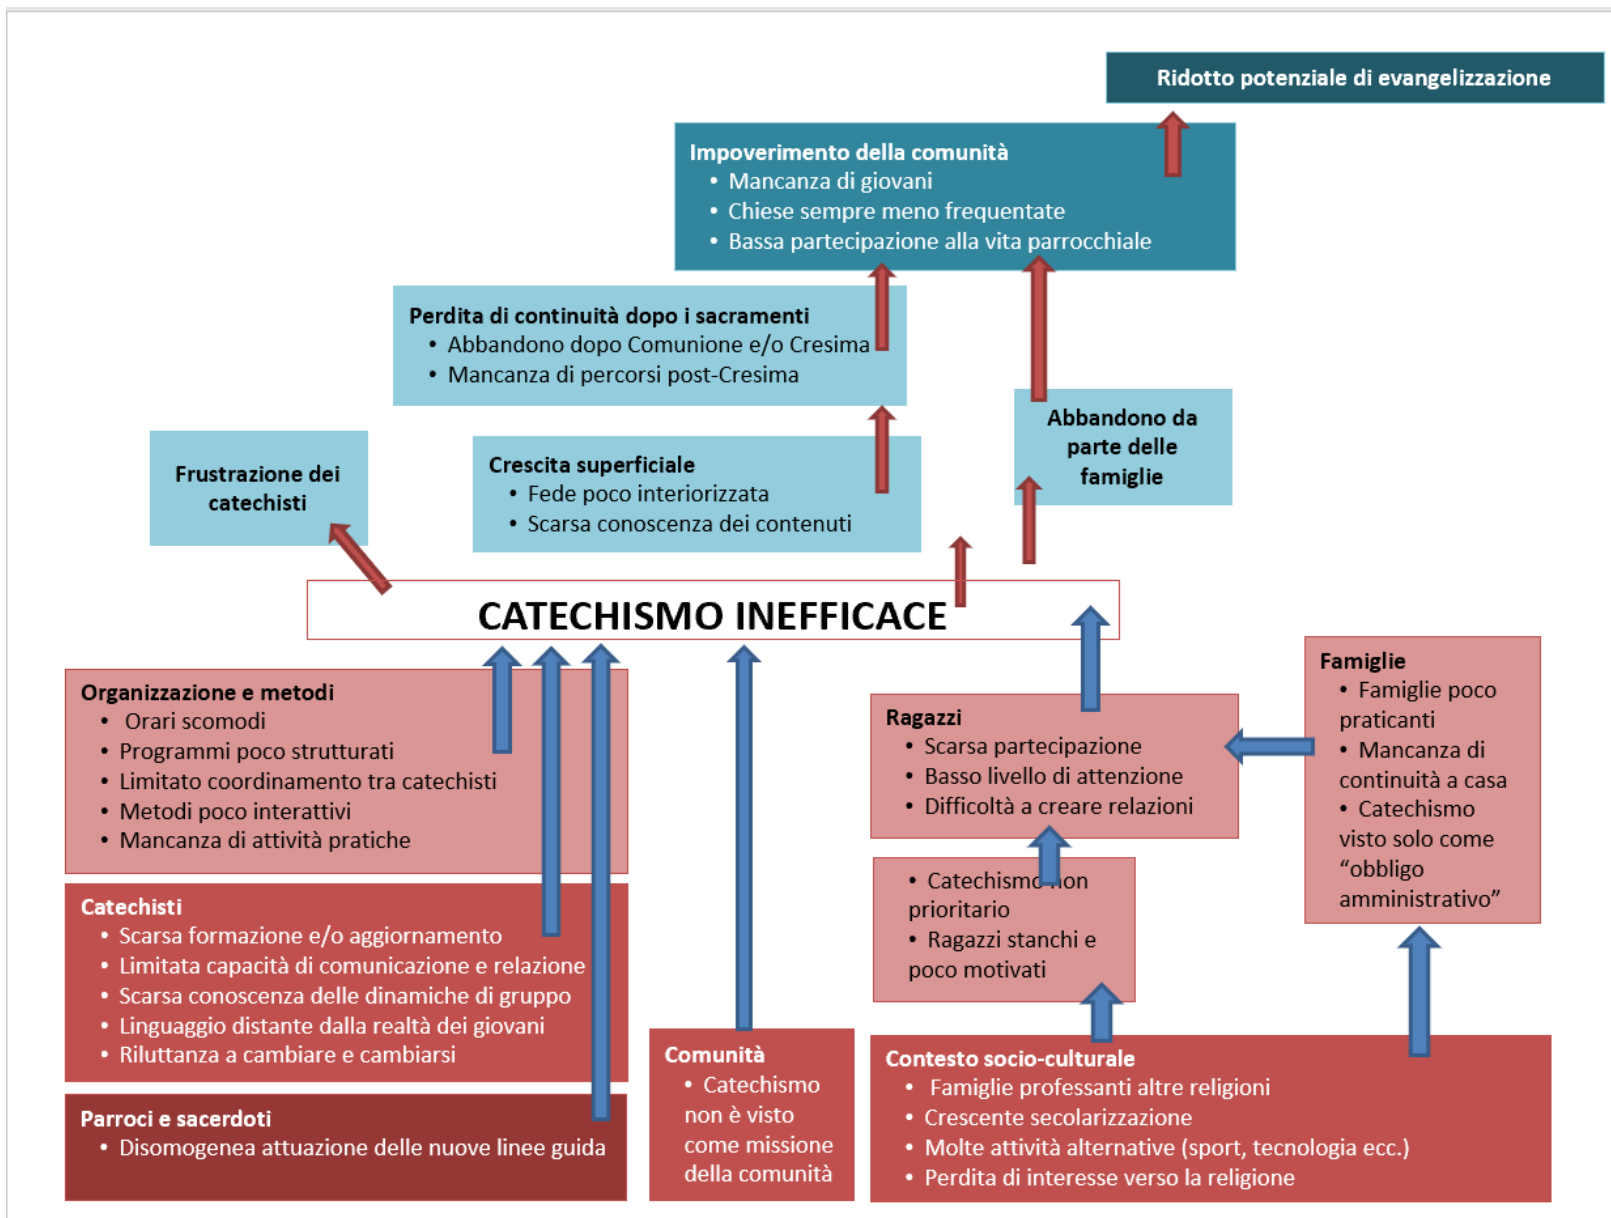 Ridotto potenziale di evangelizzazione
Impoverimento della comunità
• Mancanza di giovani
• Chiese sempre meno frequentate
• Bassa partecipazione alla vita parrocchiale
Perdita di continuità dopo i sacramenti
• Abbandono dopo Comunione e/o Cresima
• Mancanza di percorsi post-Cresima
Abbandono da
parte delle
famiglie
Frustrazione dei
catechisti
Crescita superficiale
• Fede poco interiorizzata
• Scarsa conoscenza dei contenuti
CATECHISMO INEFFICACE
Organizzazione e metodi
• Orari scomodi
• Programmi poco strutturati
• Limitato coordinamento tra catechisti
• Metodi poco interattivi
• Mancanza di attività pratiche
Catechisti
• Scarsa formazione e/o aggiornamento
• Limitata capacità di comunicazione e relazione
• Scarsa conoscenza delle dinamiche di gruppo
• Linguaggio distante dalla realtà dei giovani
• Riluttanza a cambiare e cambiarsi
Parroci e sacerdoti
• Disomogenea attuazione delle nuove linee guida
Comunità
• Catechismo
non è visto
come missione
della comunità
Ragazzi
• Scarsa partecipazione
• Basso livello di attenzione
• Difficoltà a creare relazioni
• Catechismo non
prioritario
• Ragazzi stanchi e
poco motivati
Famiglie
• Famiglie poco
praticanti
• Mancanza di
continuità a casa
• Catechismo
visto solo come
“obbligo
amministrativo”
Contesto socio-culturale
• Famiglie professanti altre religioni
• Crescente secolarizzazione
• Molte attività alternative (sport, tecnologia ecc.)
• Perdita di interesse verso la religione